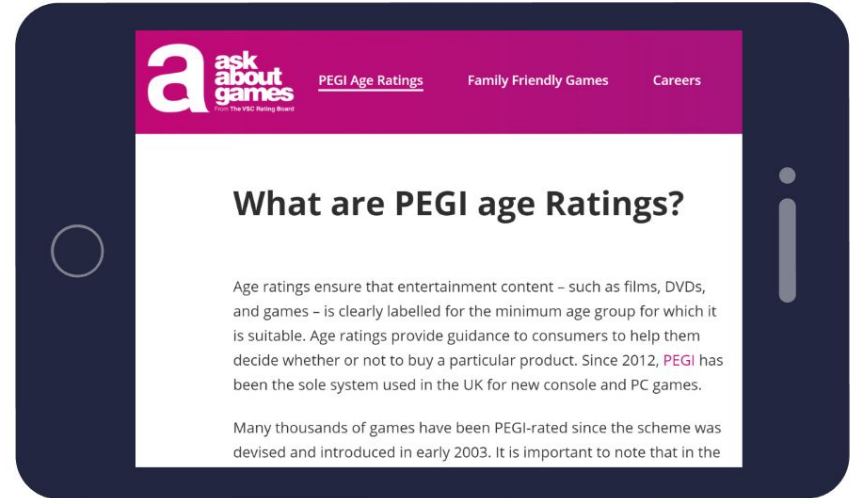 ask
about
games
From The VSC Rating Board
PEGI Age Ratings
Family Friendly Games
Careers
What are PEGI age Ratings?
Age ratings ensure that entertainment content – such as films, DVDs,
and games – is clearly labelled for the minimum age group for which it
is suitable. Age ratings provide guidance to consumers to help them
decide whether or not to buy a particular product. Since 2012, PEGI has
been the sole system used in the UK for new console and PC games.
Many thousands of games have been PEGI-rated since the scheme was
devised and introduced in early 2003. It is important to note that in the